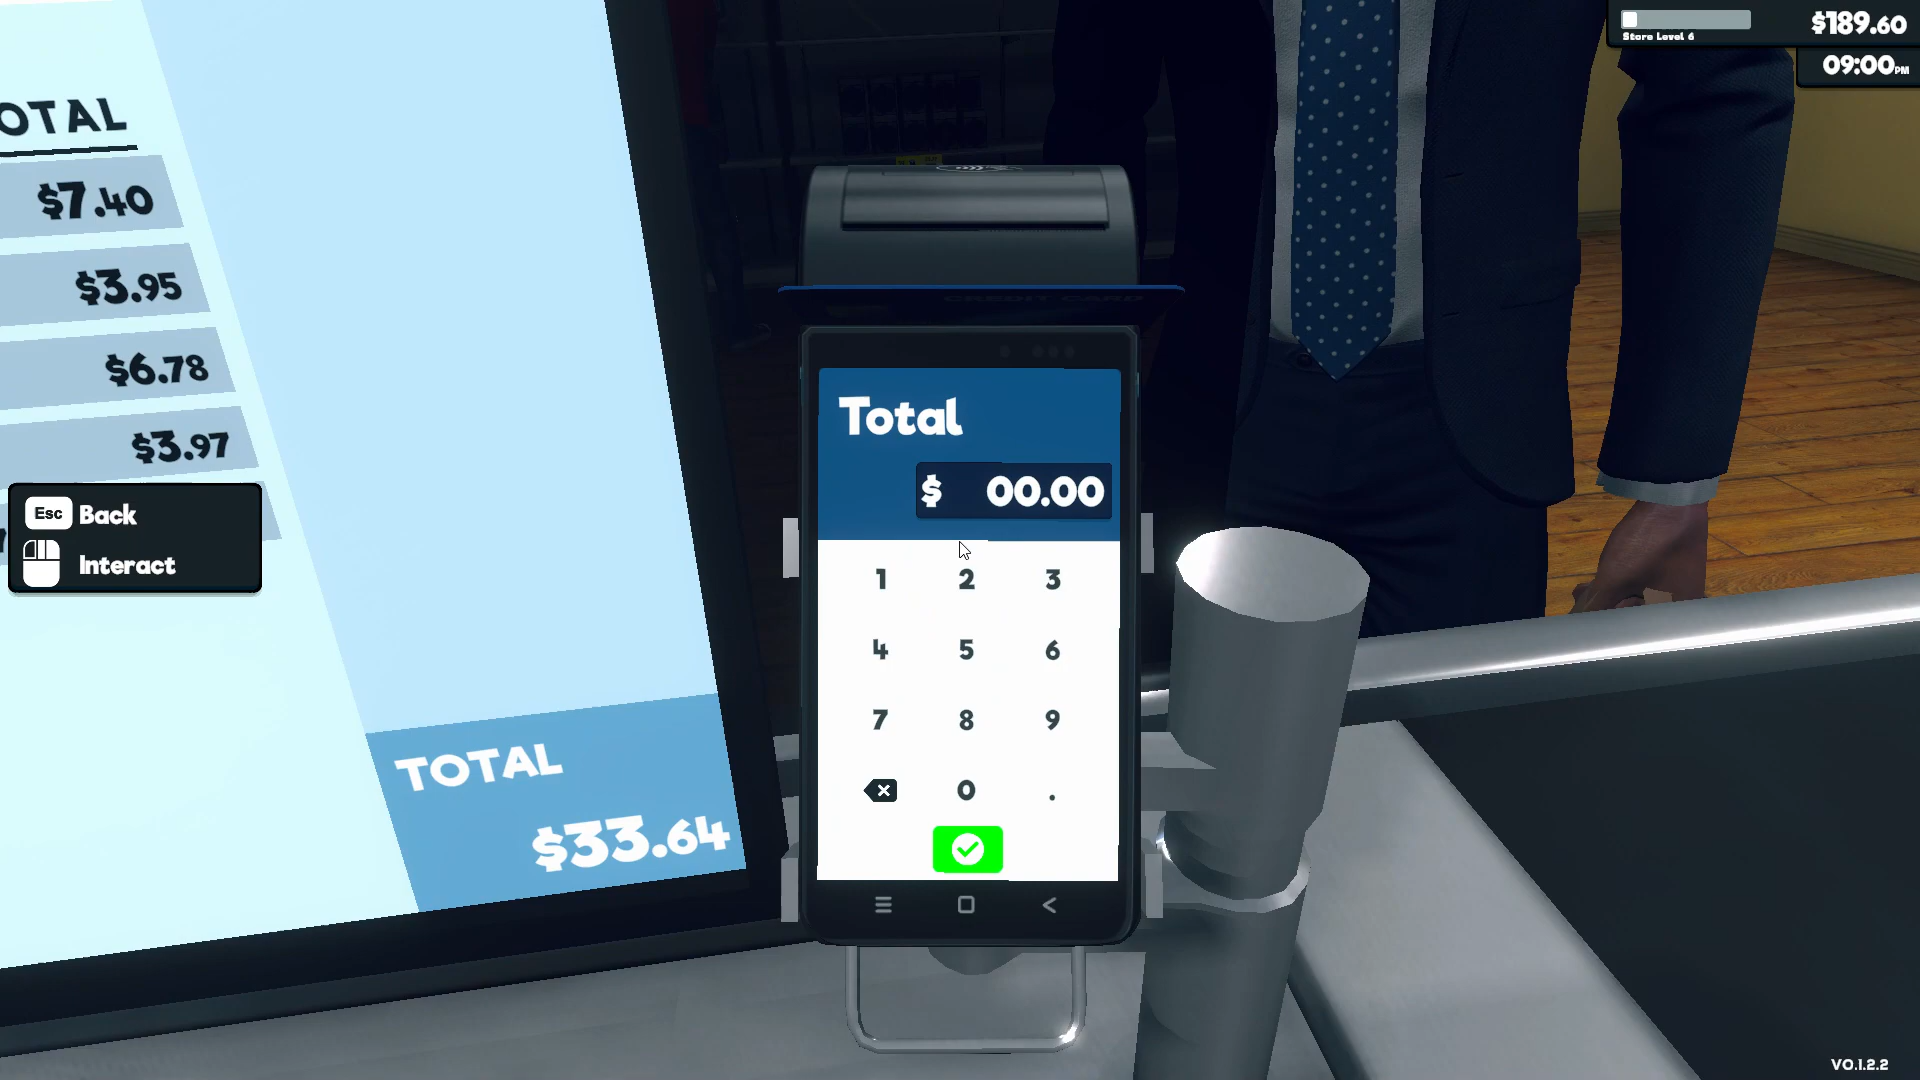 $189.60
Store Level 6
09:00PM
OTAL
$7.40
$3.95
$6.78
$3.97
Esc Back
Interact
TOTAL
$33.64
CREDIT CARD
Total
$ 00.00
1 2 3
4 5 6
7 8 9
0 .
V0.1.2.2